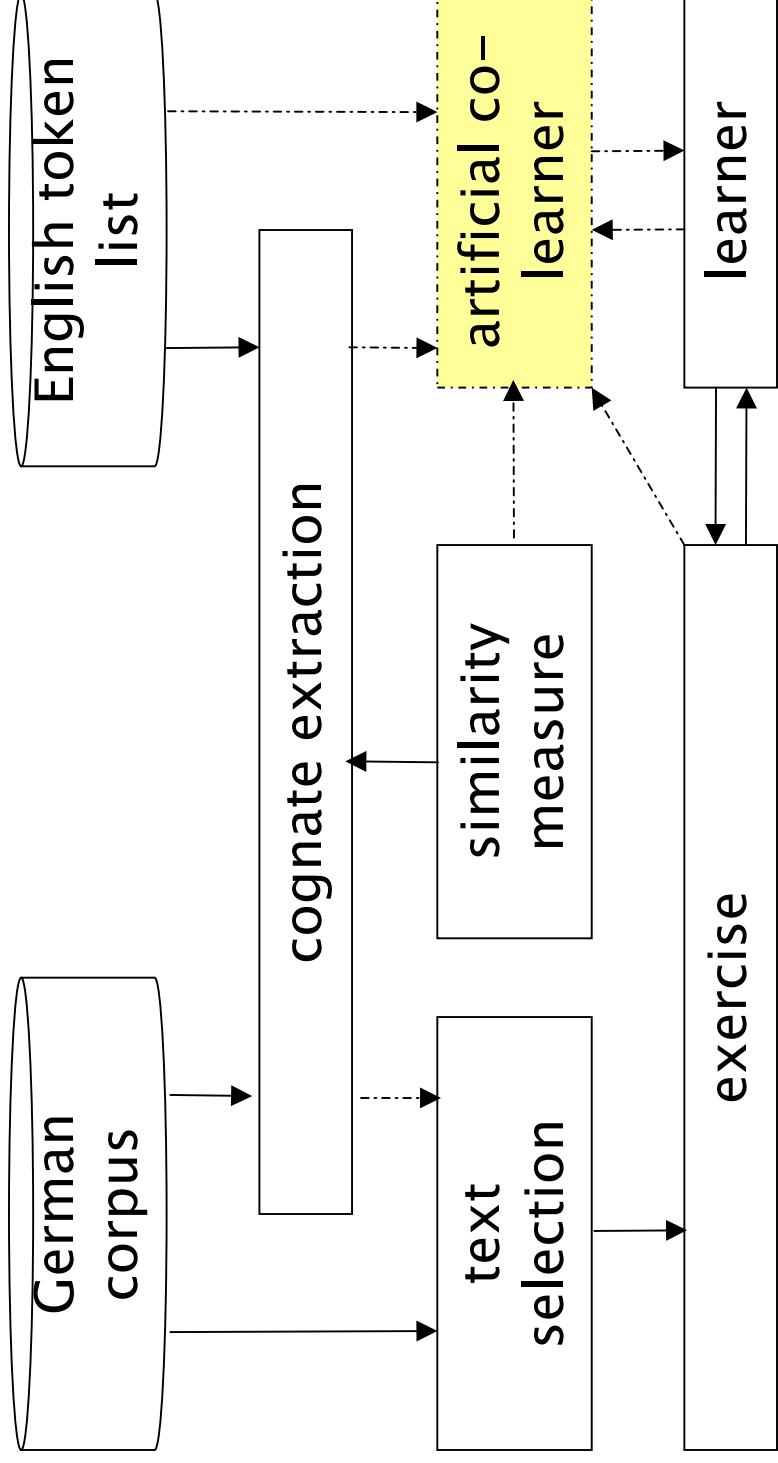 German
corpus
English token
list
cognate extraction
text
selection
similarity
measure
artificial co–
learner
exercise
learner